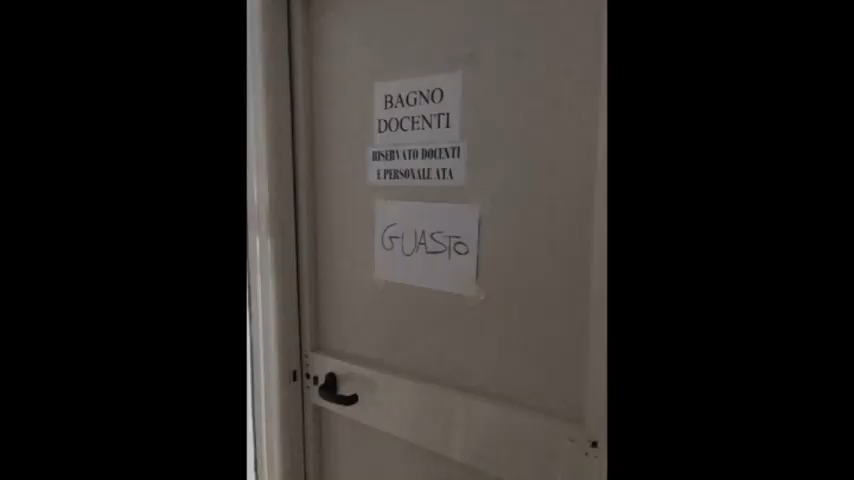 BAGNO
DOCENTI
RISERVATO DOCENTI
E PERSONALE ATA
GUASTO